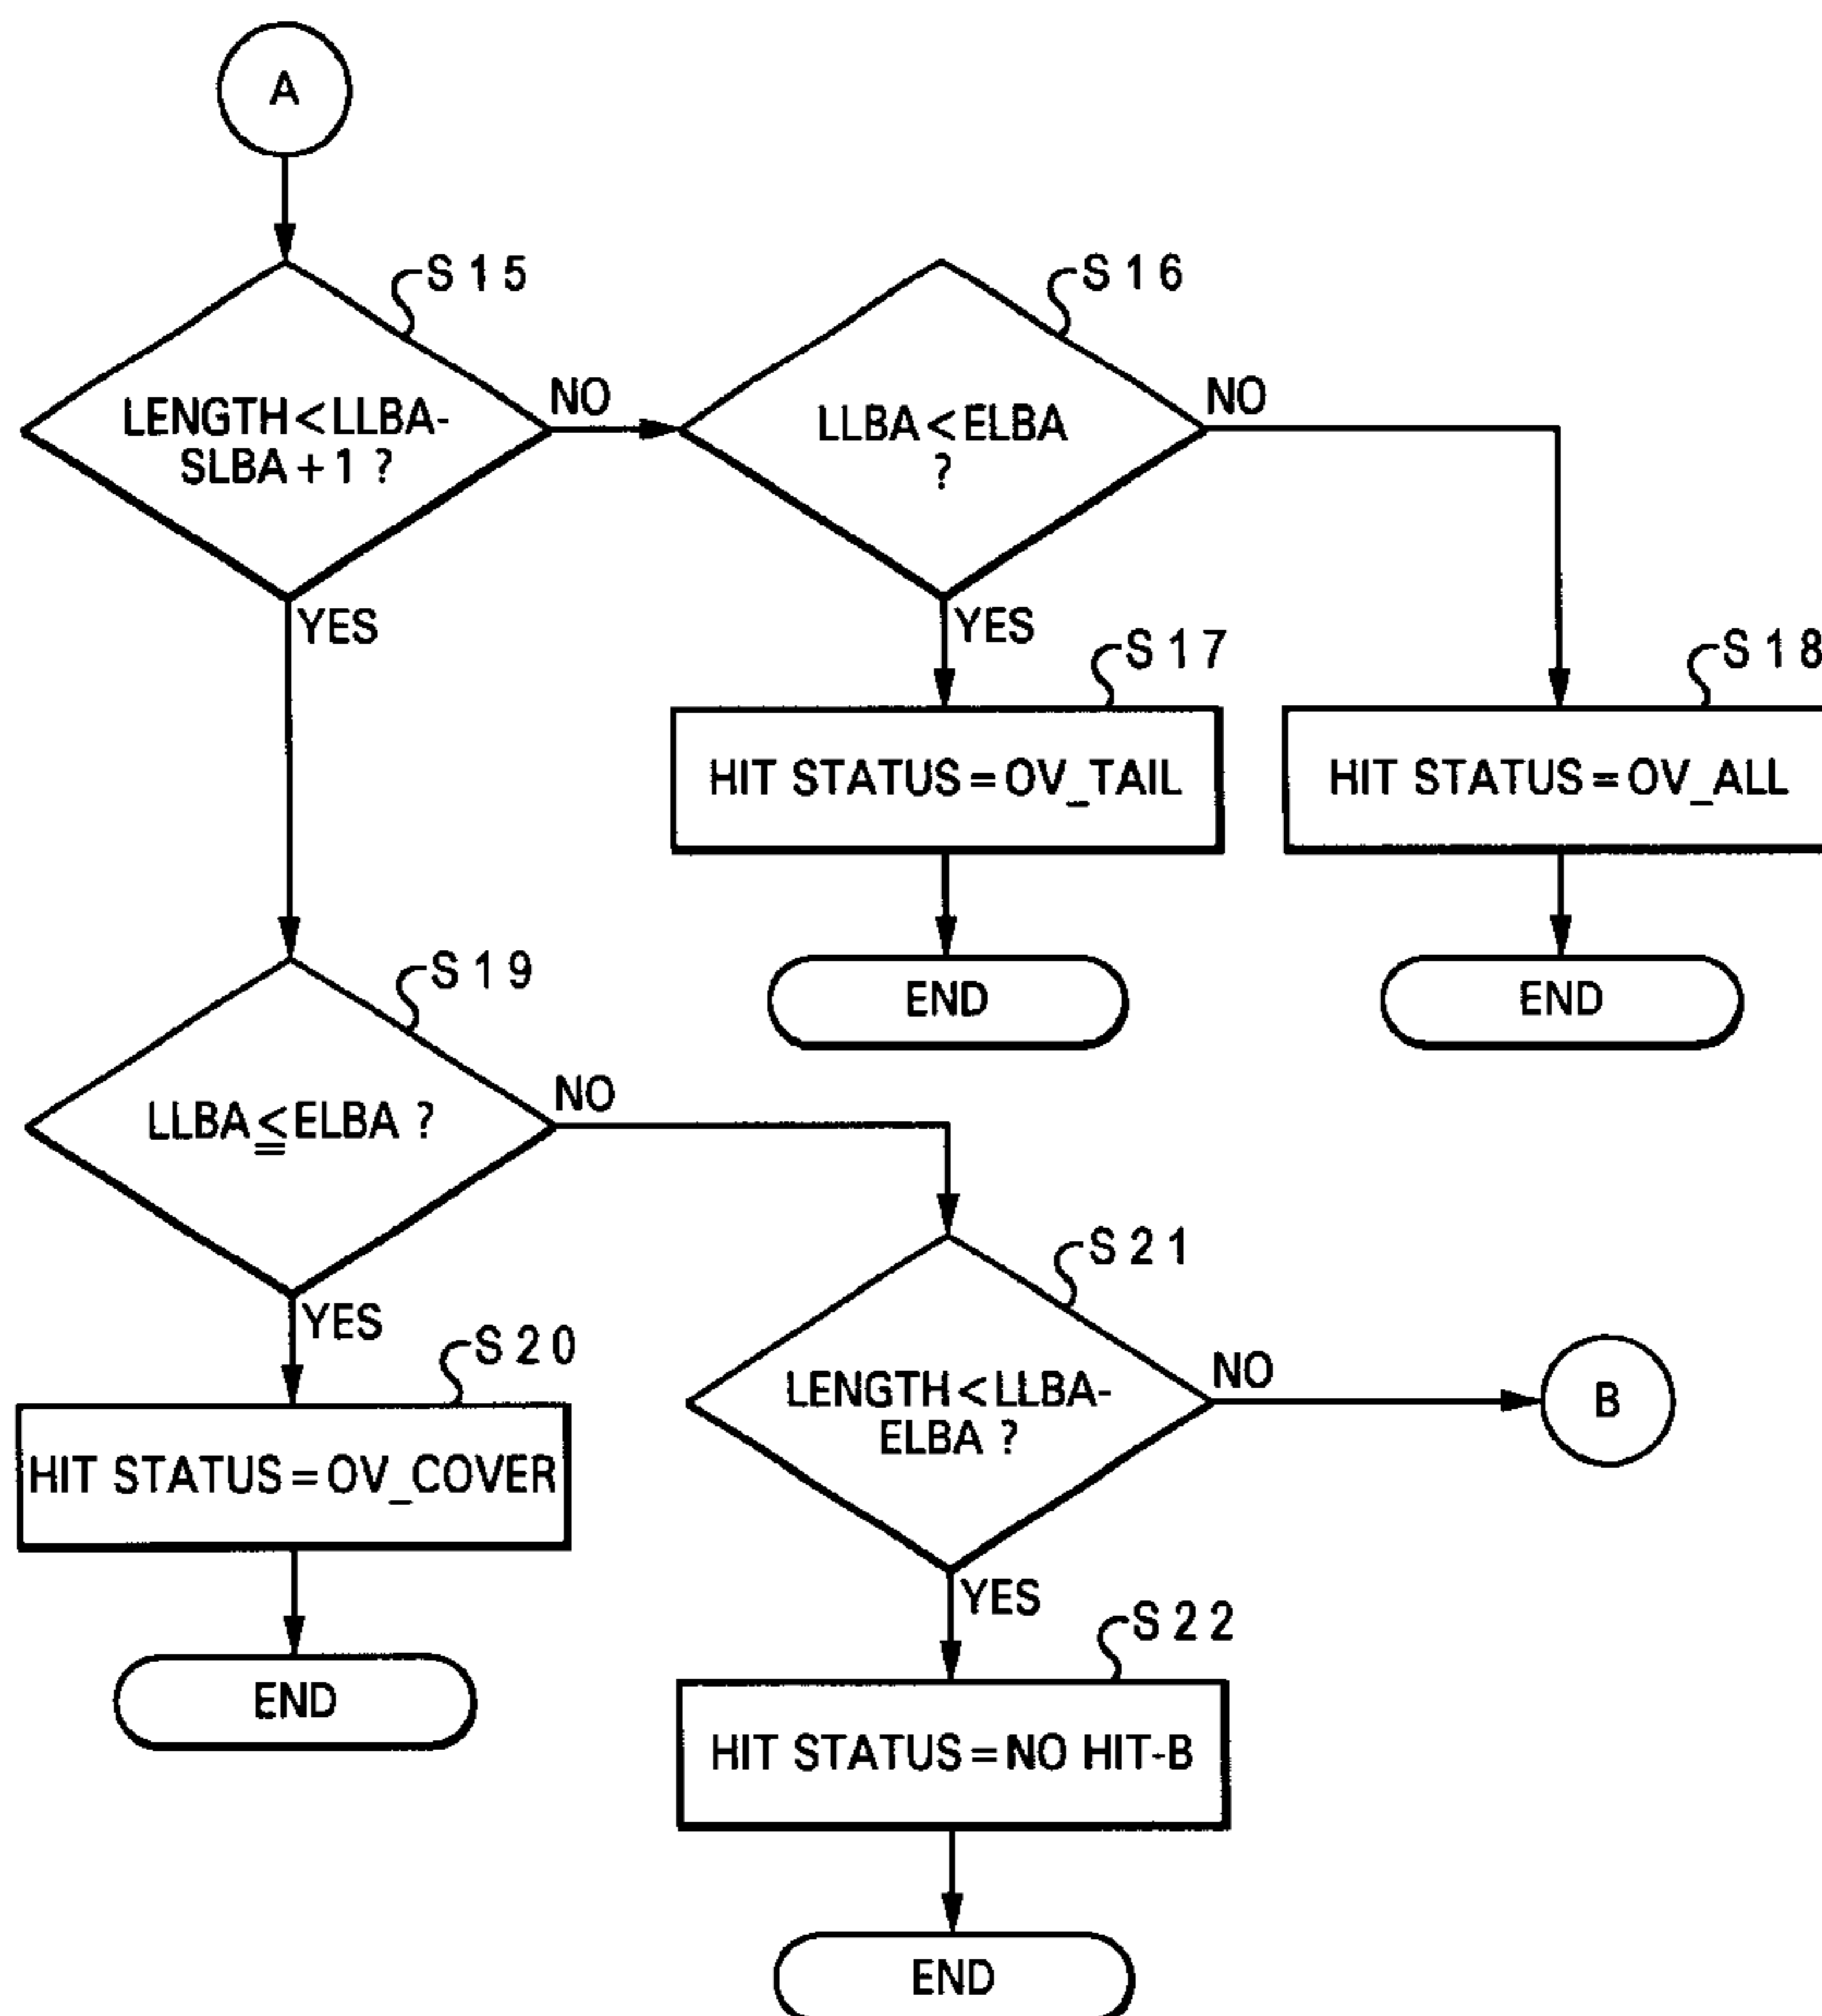 A
S15
LENGTH<LLBA-
SLBA+1 ?
NO
YES
S16
LLBA<ELBA
?
NO
YES
S17
HIT STATUS=OV_TAIL
END
S18
HIT STATUS=OV_ALL
END
S19
LLBA≦ELBA ?
NO
YES
S20
HIT STATUS=OV_COVER
END
S21
LENGTH<LLBA-
ELBA ?
NO
B
YES
S22
HIT STATUS=NO HIT-B
END